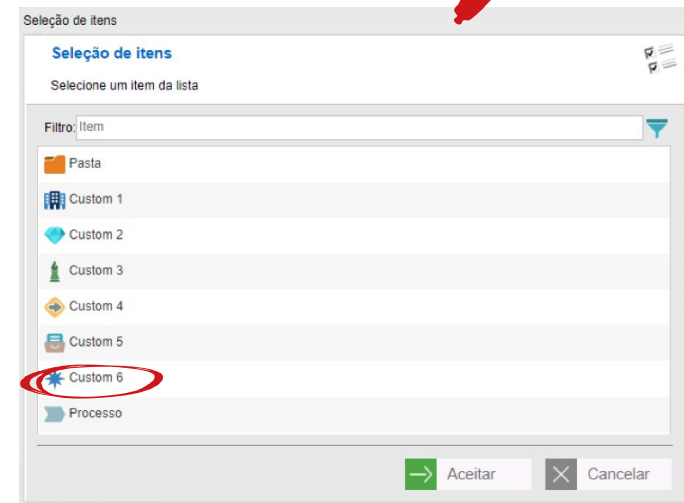 Seleção de itens
Seleção de itens
Selecione um item da lista
Filtro: Item
Pasta
Custom 1
Custom 2
Custom 3
Custom 4
Custom 5
Custom 6
Processo
Aceitar Cancelar